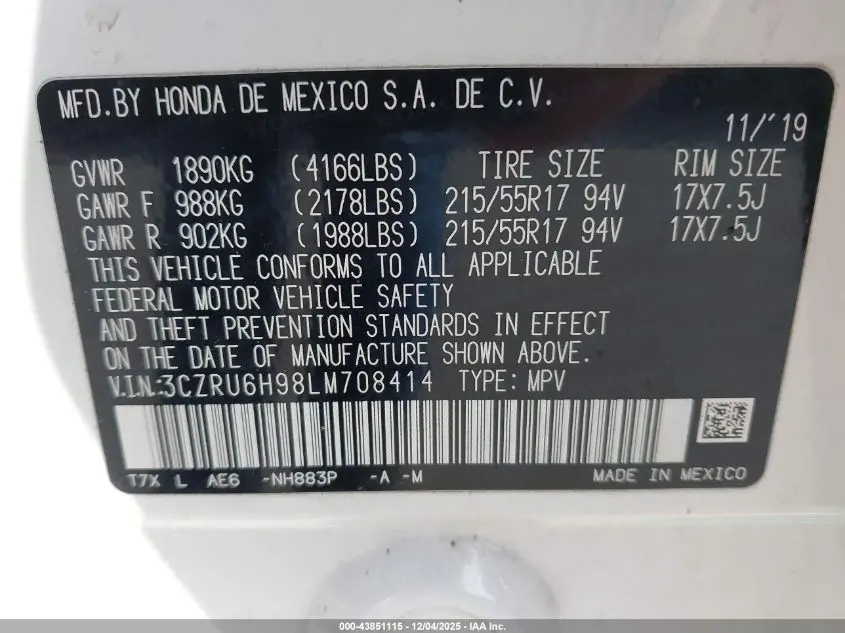 MFD.BY HONDA DE MEXICO S.A. DE C.V.
11/'19
GVWR 1890KG (4166LBS) TIRE SIZE RIM SIZE
GAWR F 988KG (2178LBS) 215/55R17 94V 17X7.5J
GAWR R 902KG (1988LBS) 215/55R17 94V 17X7.5J
THIS VEHICLE CONFORMS TO ALL APPLICABLE
FEDERAL MOTOR VEHICLE SAFETY
AND THEFT PREVENTION STANDARDS IN EFFECT
ON THE DATE OF MANUFACTURE SHOWN ABOVE.
V.I.N.:3CZRU6H98LM708414 TYPE: MPV
T7X L AE6 -NH883P -A -M MADE IN MEXICO
000-43851115 - 12/04/2025 - IAA Inc.